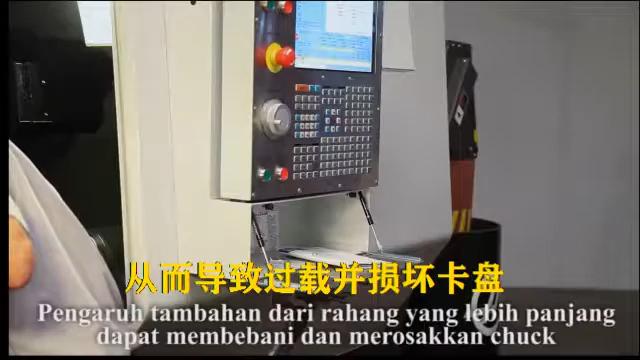 从而导致过载并损坏卡盘
Pengaruh tambahan dari rahang yang lebih panjang
dapat membebani dan merosakkan chuck